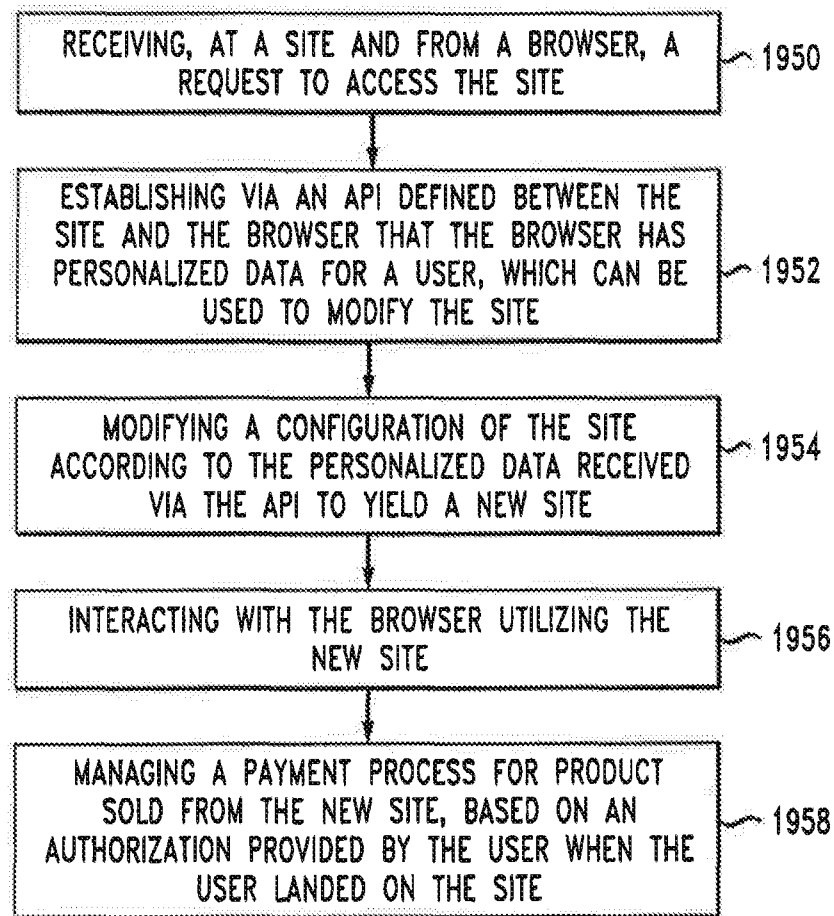 RECEIVING, AT A SITE AND FROM A BROWSER, A
REQUEST TO ACCESS THE SITE
1950
ESTABLISHING VIA AN API DEFINED BETWEEN THE
SITE AND THE BROWSER THAT THE BROWSER HAS
PERSONALIZED DATA FOR A USER, WHICH CAN BE
USED TO MODIFY THE SITE
1952
MODIFYING A CONFIGURATION OF THE SITE
ACCORDING TO THE PERSONALIZED DATA RECEIVED
VIA THE API TO YIELD A NEW SITE
1954
INTERACTING WITH THE BROWSER UTILIZING THE
NEW SITE
1956
MANAGING A PAYMENT PROCESS FOR PRODUCT
SOLD FROM THE NEW SITE, BASED ON AN
AUTHORIZATION PROVIDED BY THE USER WHEN THE
USER LANDED ON THE SITE
1958